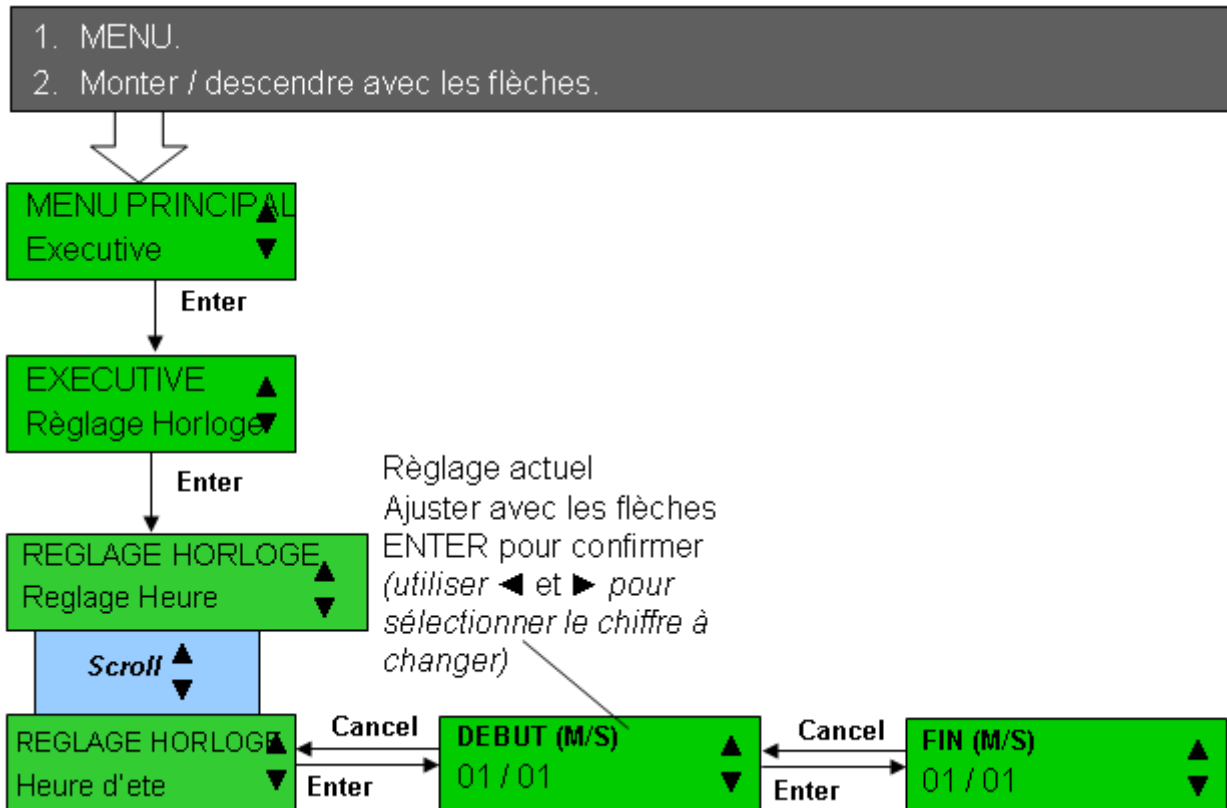 1. MENU.
2. Monter / descendre avec les flèches.
MENU PRINCIPAL ▲
Executive ▼
Enter
EXECUTIVE ▲
Règlage Horloge ▼
Enter
Règlage actuel
Ajuster avec les flèches
ENTER pour confirmer
(utiliser ◄ et ► pour
sélectionner le chiffre à
changer)
REGLAGE HORLOGE ▲
Reglage Heure ▼
Scroll ▲
▼
REGLAGE HORLOGE ▲
Heure d'ete ▼
Cancel
Enter
DEBUT (M/S) ▲
01 / 01 ▼
Cancel
Enter
FIN (M/S) ▲
01 / 01 ▼